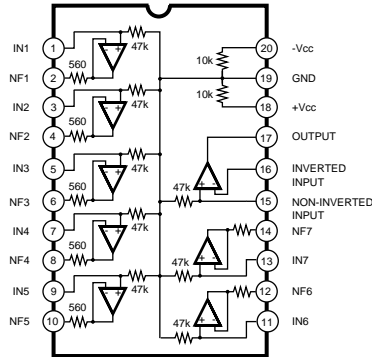 IN1 1
47k
560
NF1 2
IN2 3
47k
560
NF2 4
IN3 5
47k
560
NF3 6
IN4 7
47k
560
NF4 8
IN5 9
47k
560
NF5 10
- +
- +
- +
- +
- +
10k
20 -Vcc
19 GND
10k
18 +Vcc
17 OUTPUT
+ -
16 INVERTED
INPUT
47k
15 NON-INVERTED
INPUT
14 NF7
+ -
47k
13 IN7
12 NF6
+ -
47k
11 IN6